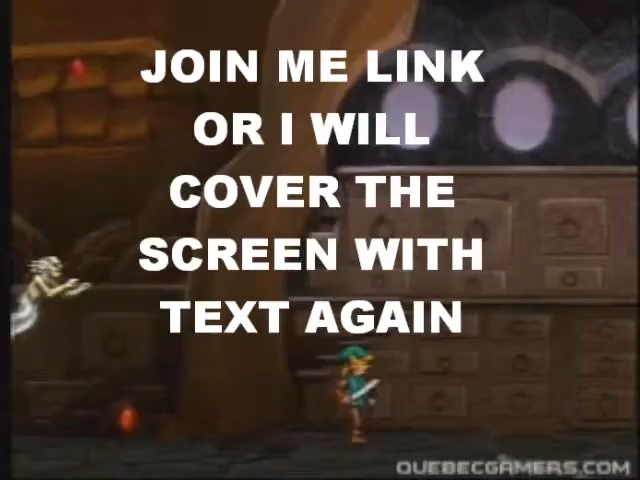 JOIN ME LINK
OR I WILL
COVER THE
SCREEN WITH
TEXT AGAIN
QUEBECGAMERS.COM